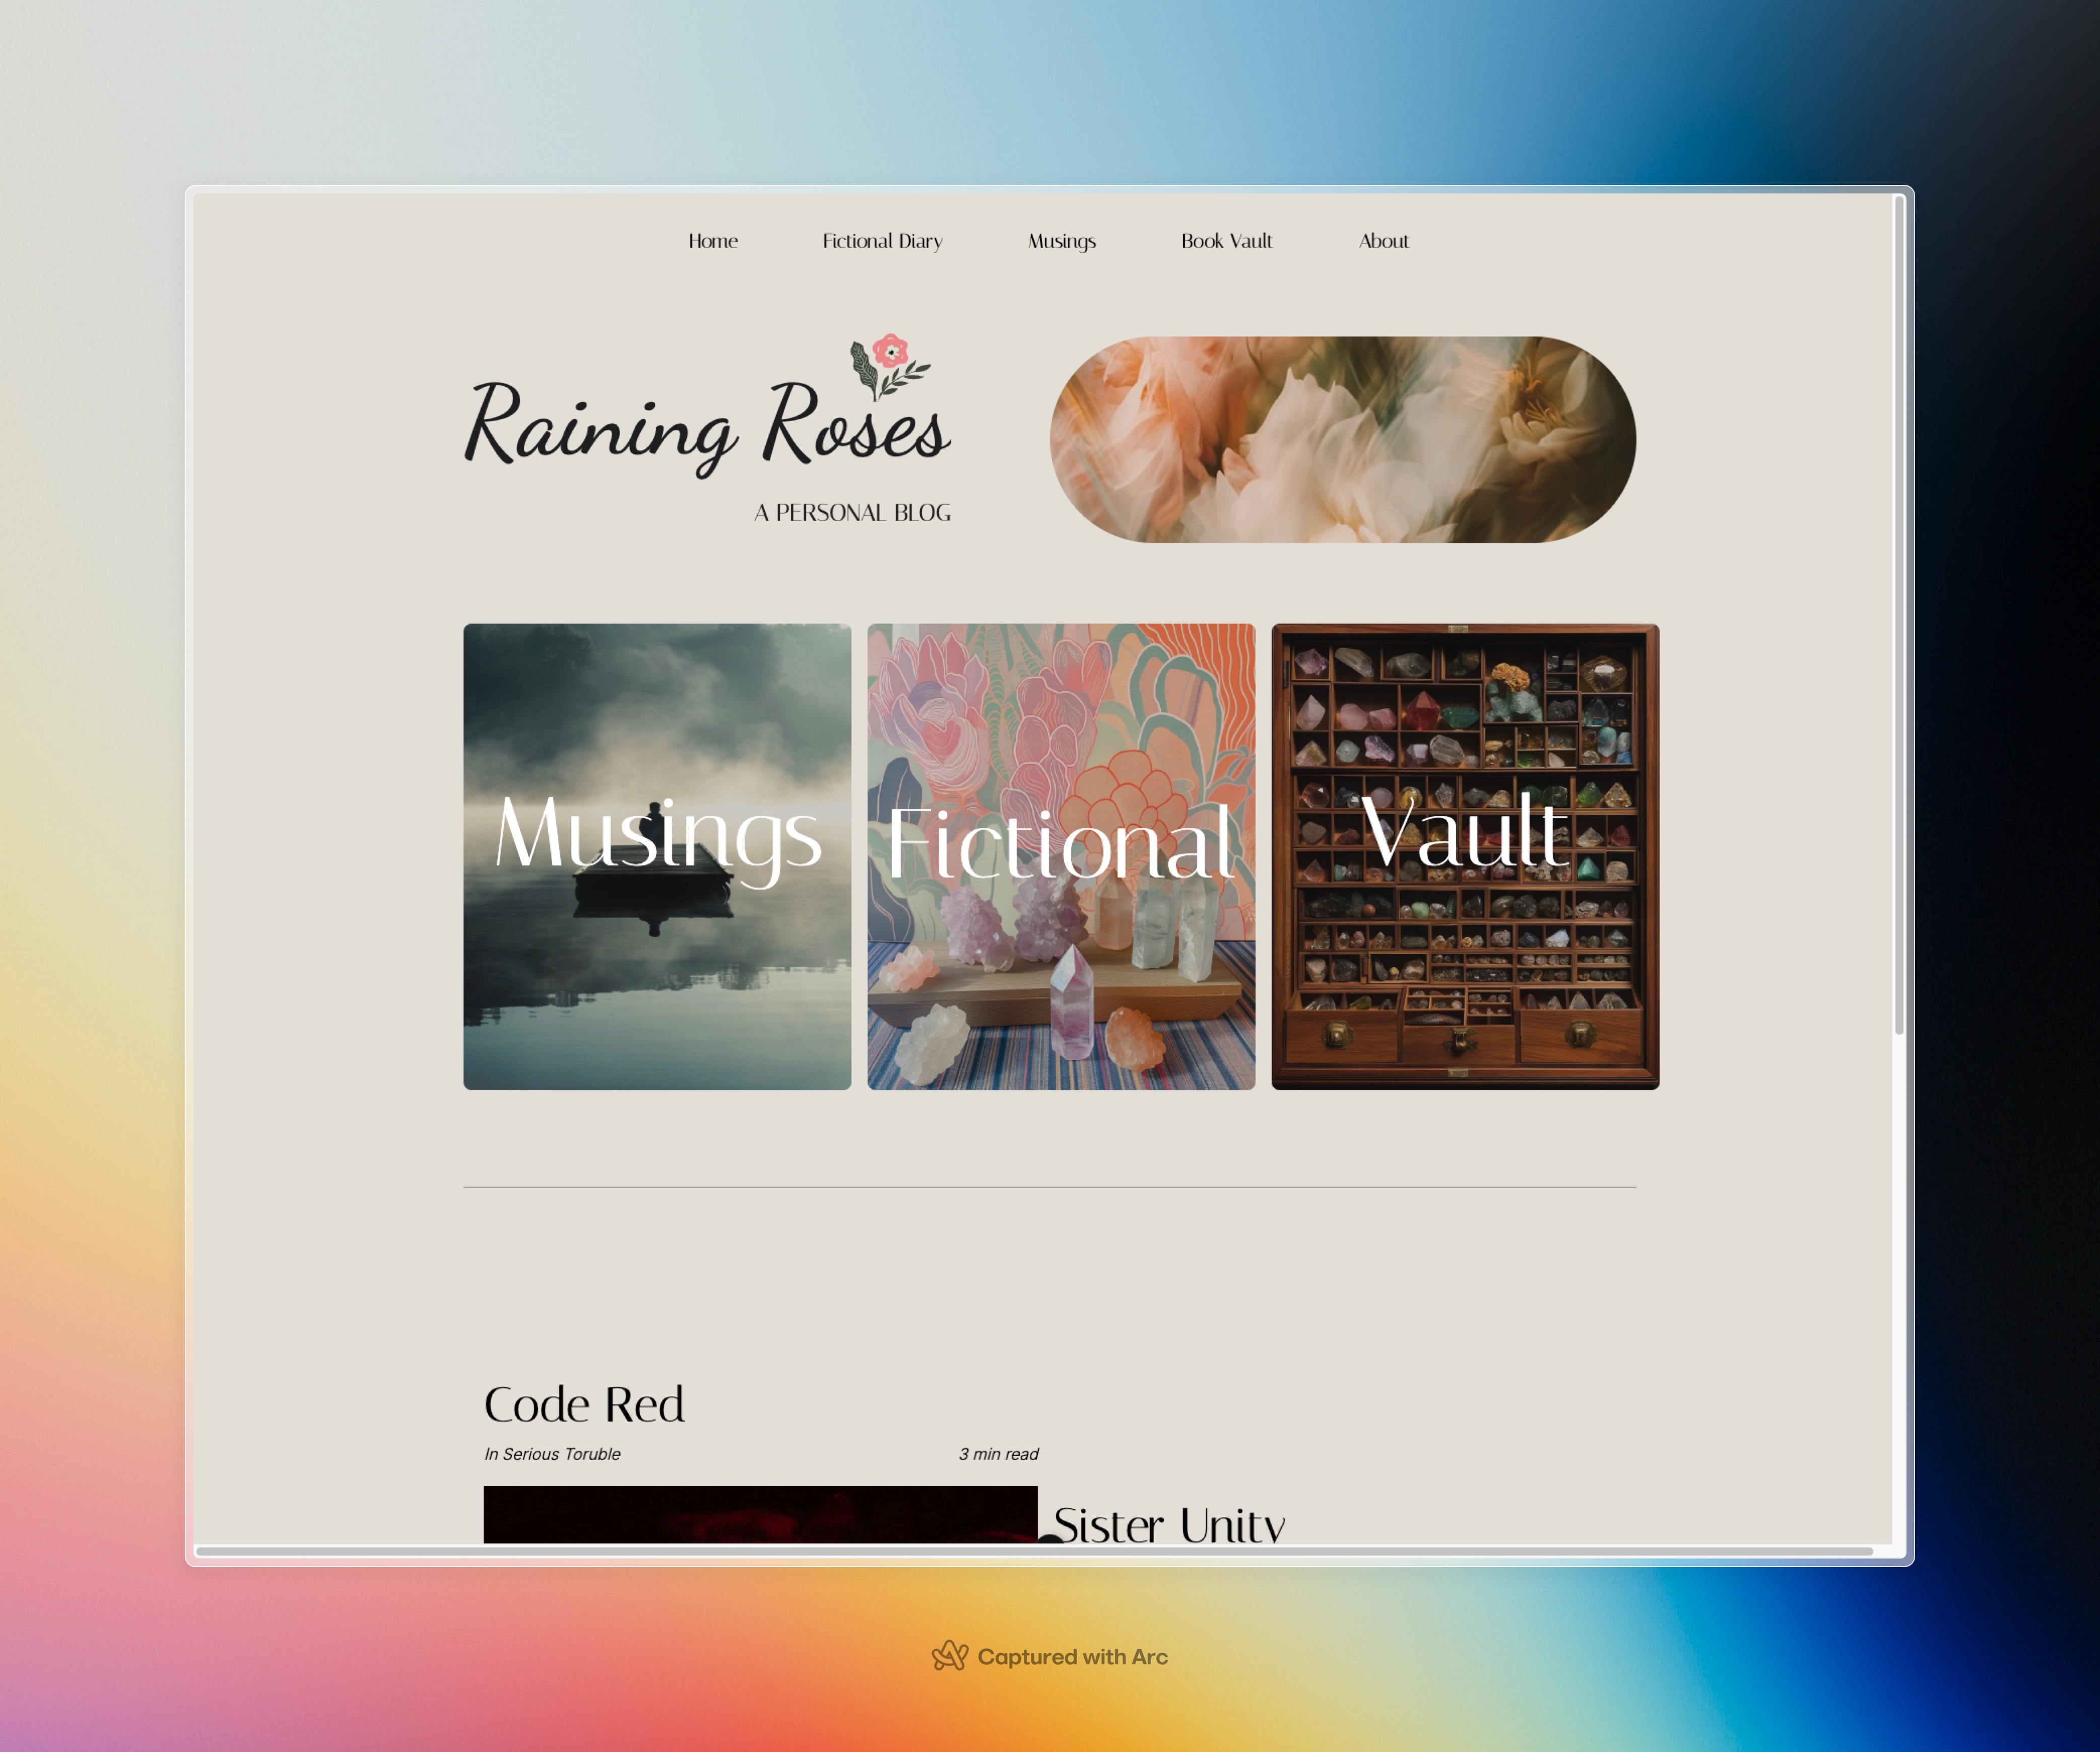 Home Fictional Diary Musings Book Vault About
Raining Roses
A PERSONAL BLOG
Musings Fictional Vault
Code Red
In Serious Toruble 3 min read
Sister Unity
Captured with Arc